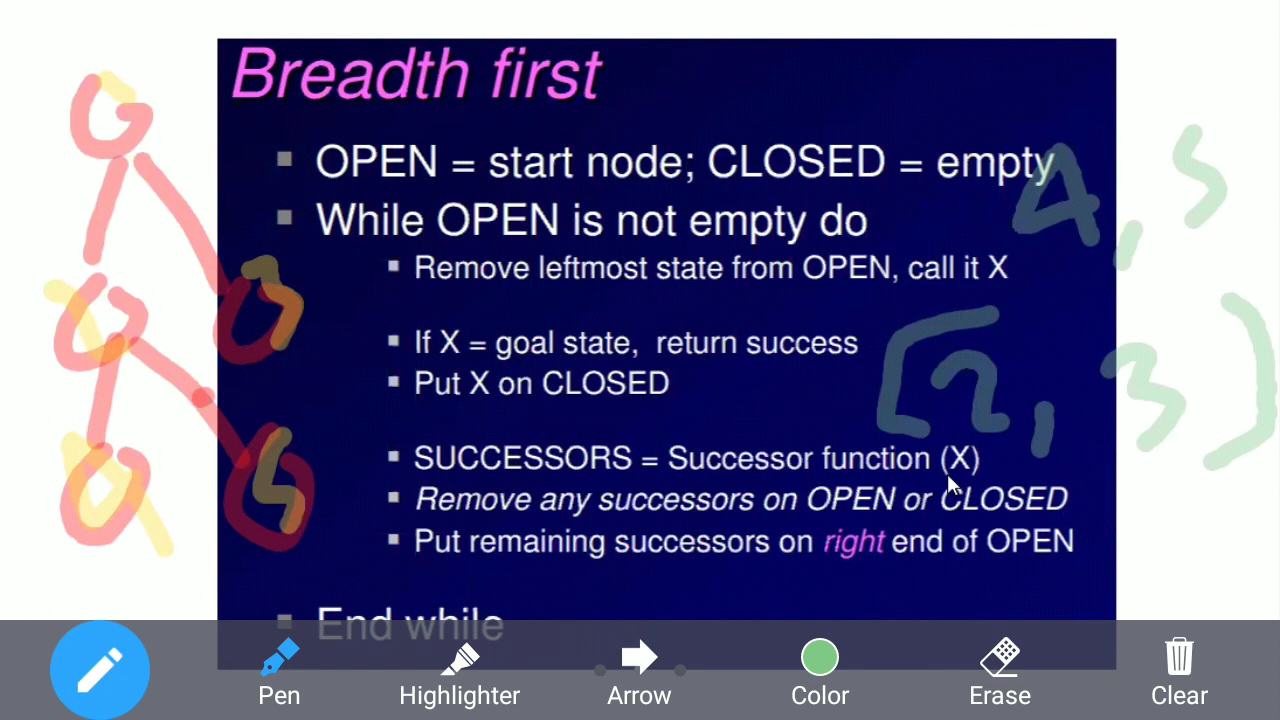 Breadth first
OPEN = start node; CLOSED = empty
4, 5
While OPEN is not empty do
Remove leftmost state from OPEN, call it X
3
If X = goal state, return success
[2, 3]
Put X on CLOSED
SUCCESSORS = Successor function (X)
5
Remove any successors on OPEN or CLOSED
Put remaining successors on right end of OPEN
End while
Pen Highlighter Arrow Color Erase Clear